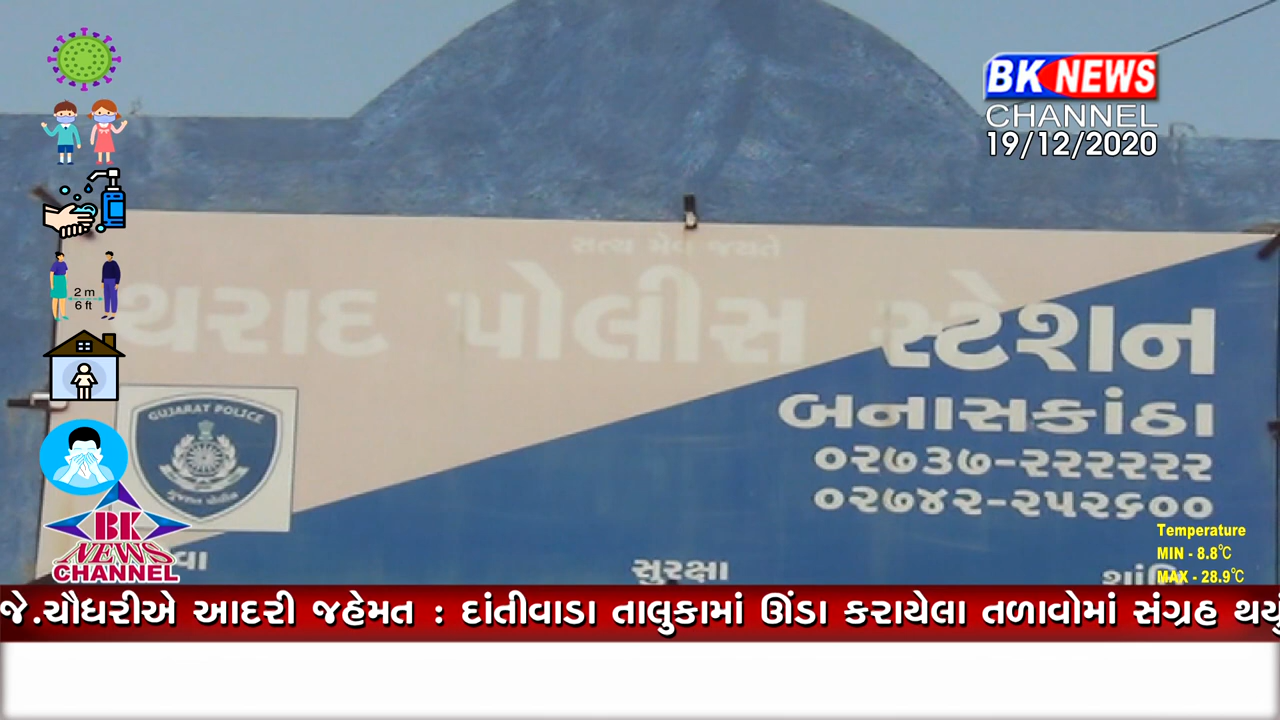 BK NEWS
CHANNEL
19/12/2020
સત્ય મેવ જયતે
થરાદ પોલીસ સ્ટેશન
બનાસકાંઠા
૦૨૭૩૭-૨૨૨૨૨૨
૦૨૭૪૨-૨૫૨૬૦૦
2 m
6 ft
GUJARAT POLICE
ગુજરાત પોલીસ
BK
NEWS
CHANNEL
સુરક્ષા
Temperature
MIN - 8.8℃
MAX - 28.9℃
જે.ચૌધરીએ આદરી જહેમત : દાંતીવાડા તાલુકામાં ઊંડા કરાયેલા તળાવોમાં સંગ્રહ થયું